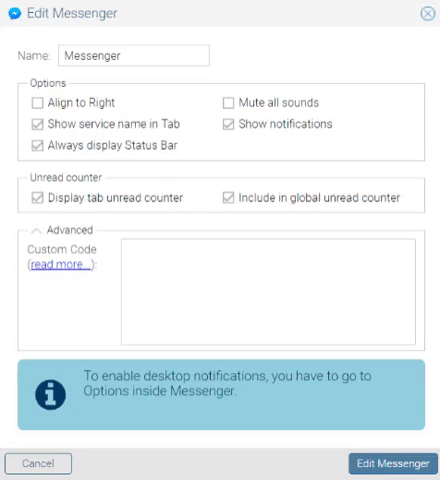 Edit Messenger
Name: Messenger
Options
Align to Right Mute all sounds
Show service name in Tab Show notifications
Always display Status Bar
Unread counter
Display tab unread counter Include in global unread counter
Advanced
Custom Code
(read more...):
To enable desktop notifications, you have to go to
Options inside Messenger.
Cancel Edit Messenger